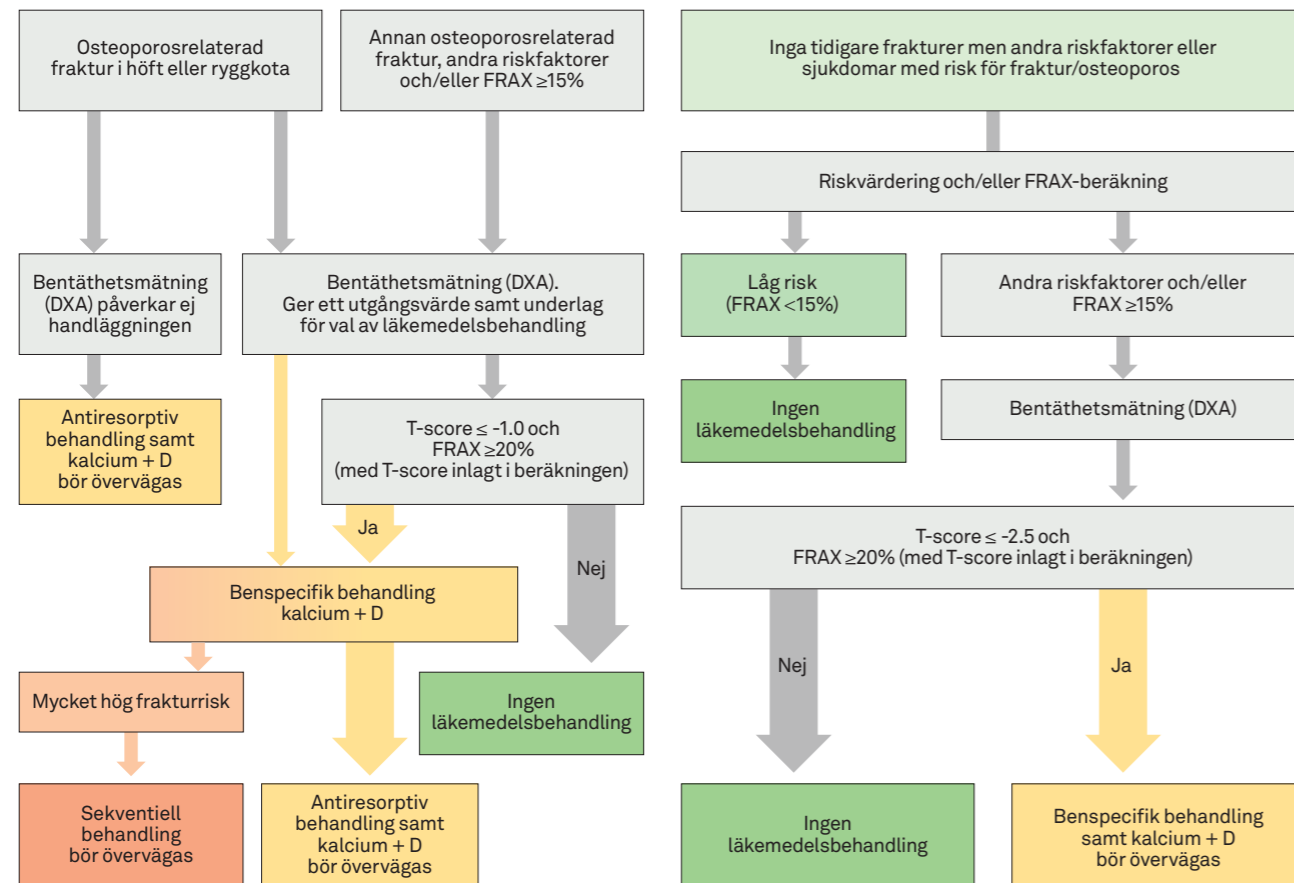 Osteoporosrelaterad
fraktur i höft eller ryggkota
Annan osteoporosrelaterad
fraktur, andra riskfaktorer
och/eller FRAX ≥15%
Bentäthetsmätning
(DXA) påverkar ej
handläggningen
Bentäthetsmätning (DXA).
Ger ett utgångsvärde samt underlag
för val av läkemedelsbehandling
Antiresorptiv
behandling samt
kalcium + D
bör övervägas
T-score ≤ -1.0 och
FRAX ≥20%
(med T-score inlagt i beräkningen)
Ja
Nej
Benspecifik behandling
kalcium + D
Mycket hög frakturrisk
Ingen
läkemedelsbehandling
Sekventiell
behandling
bör övervägas
Antiresorptiv
behandling samt
kalcium + D
bör övervägas
Inga tidigare frakturer men andra riskfaktorer eller
sjukdomar med risk för fraktur/osteoporos
Riskvärdering och/eller FRAX-beräkning
Låg risk
(FRAX <15%)
Andra riskfaktorer och/eller
FRAX ≥15%
Ingen
läkemedelsbehandling
Bentäthetsmätning (DXA)
T-score ≤ -2.5 och
FRAX ≥20% (med T-score inlagt i beräkningen)
Nej
Ja
Ingen
läkemedelsbehandling
Benspecifik behandling
samt kalcium + D
bör övervägas